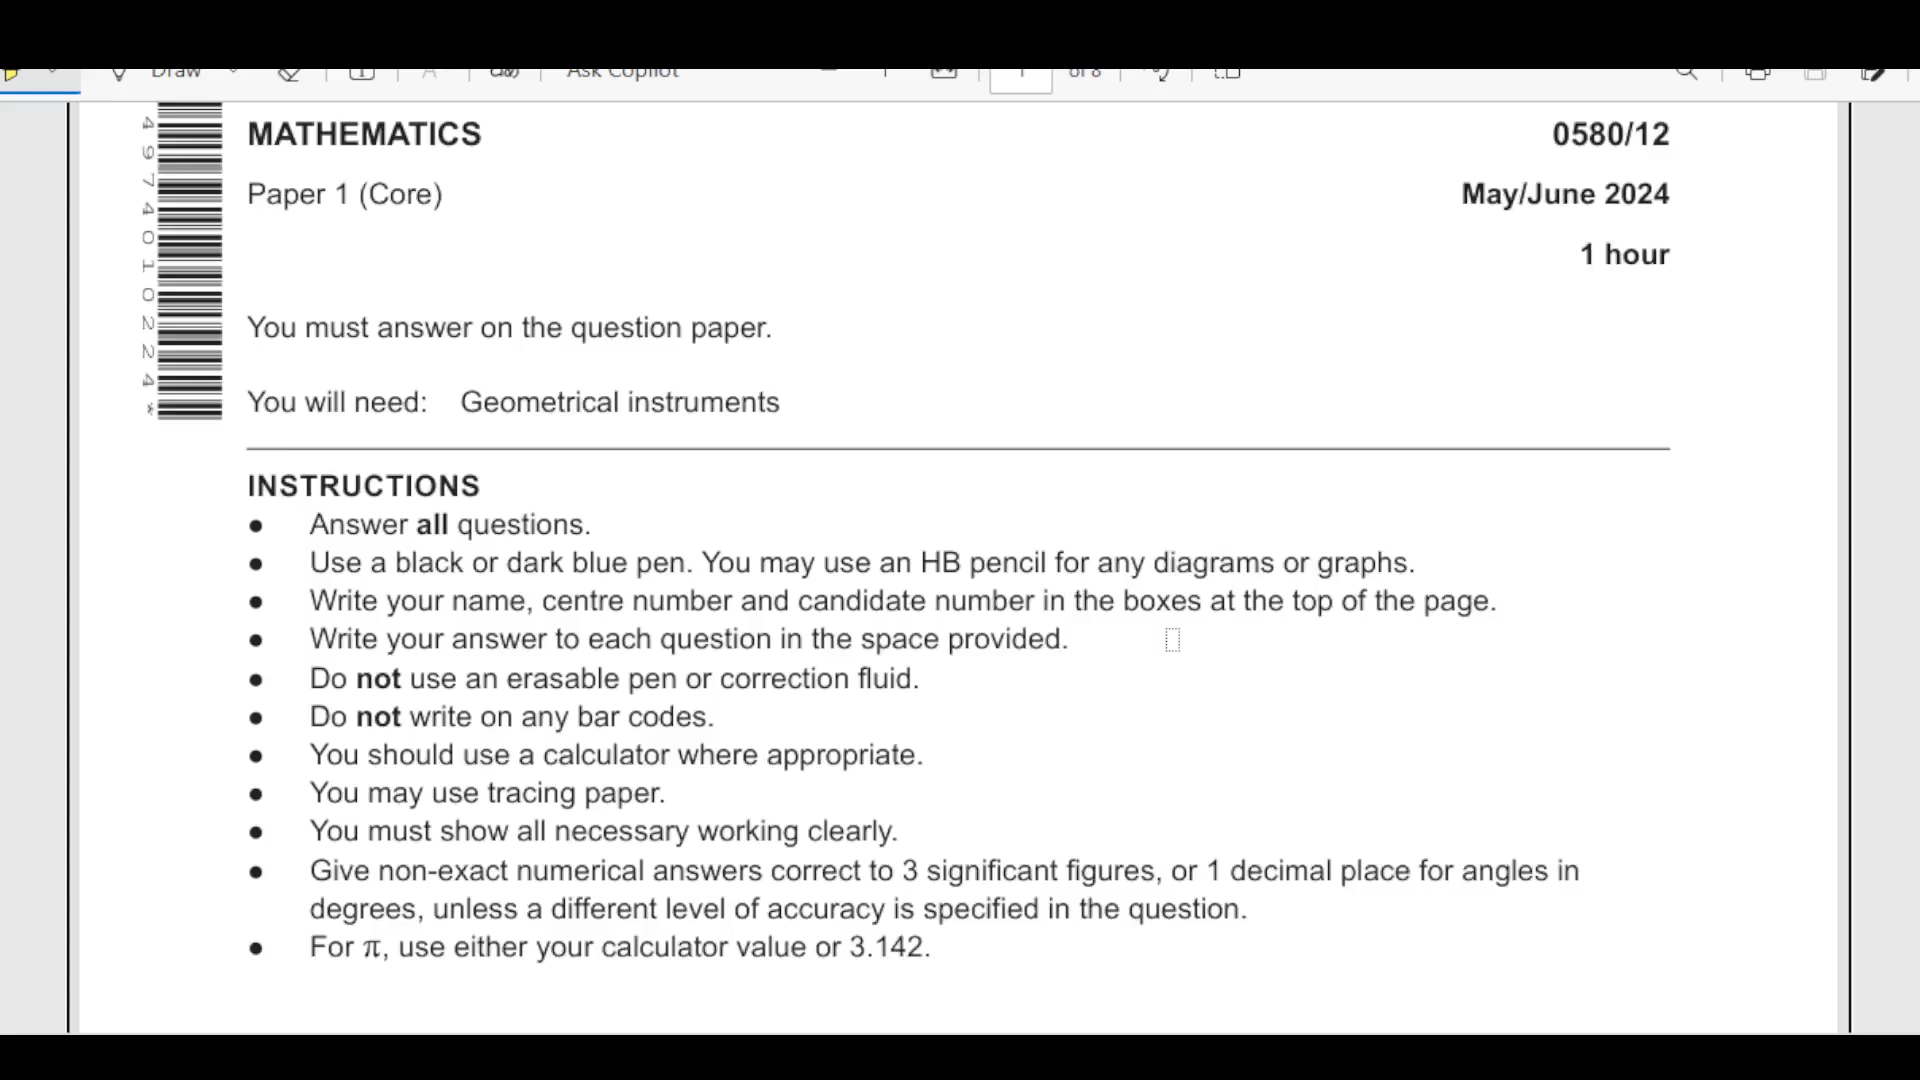 Draw
Ask Copilot
1 of 8
MATHEMATICS 0580/12
Paper 1 (Core) May/June 2024
1 hour
You must answer on the question paper.
You will need: Geometrical instruments
INSTRUCTIONS
● Answer all questions.
● Use a black or dark blue pen. You may use an HB pencil for any diagrams or graphs.
● Write your name, centre number and candidate number in the boxes at the top of the page.
● Write your answer to each question in the space provided.
● Do not use an erasable pen or correction fluid.
● Do not write on any bar codes.
● You should use a calculator where appropriate.
● You may use tracing paper.
● You must show all necessary working clearly.
● Give non-exact numerical answers correct to 3 significant figures, or 1 decimal place for angles in
degrees, unless a different level of accuracy is specified in the question.
● For π, use either your calculator value or 3.142.
4974010224*